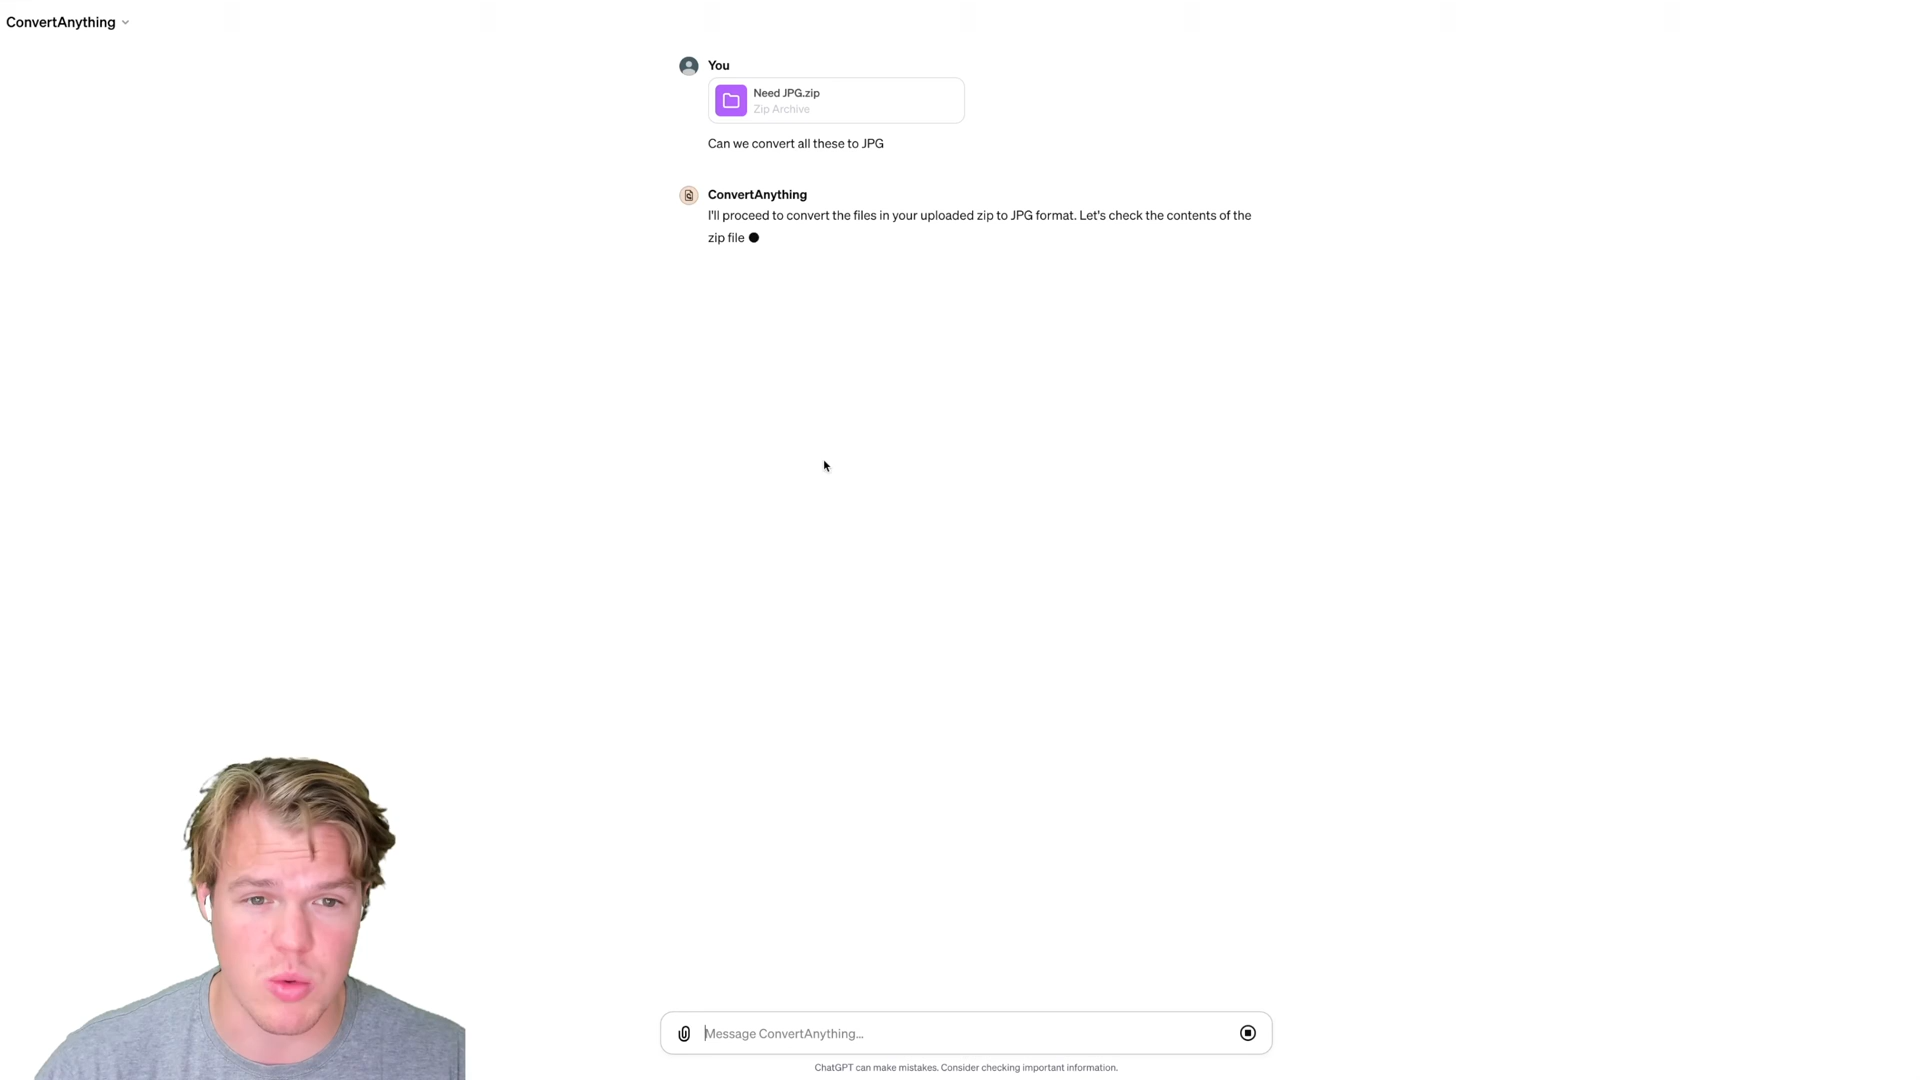 ConvertAnything
You
Need JPG.zip
Zip Archive
Can we convert all these to JPG
ConvertAnything
I'll proceed to convert the files in your uploaded zip to JPG format. Let's check the contents of the
zip file
Message ConvertAnything...
ChatGPT can make mistakes. Consider checking important information.